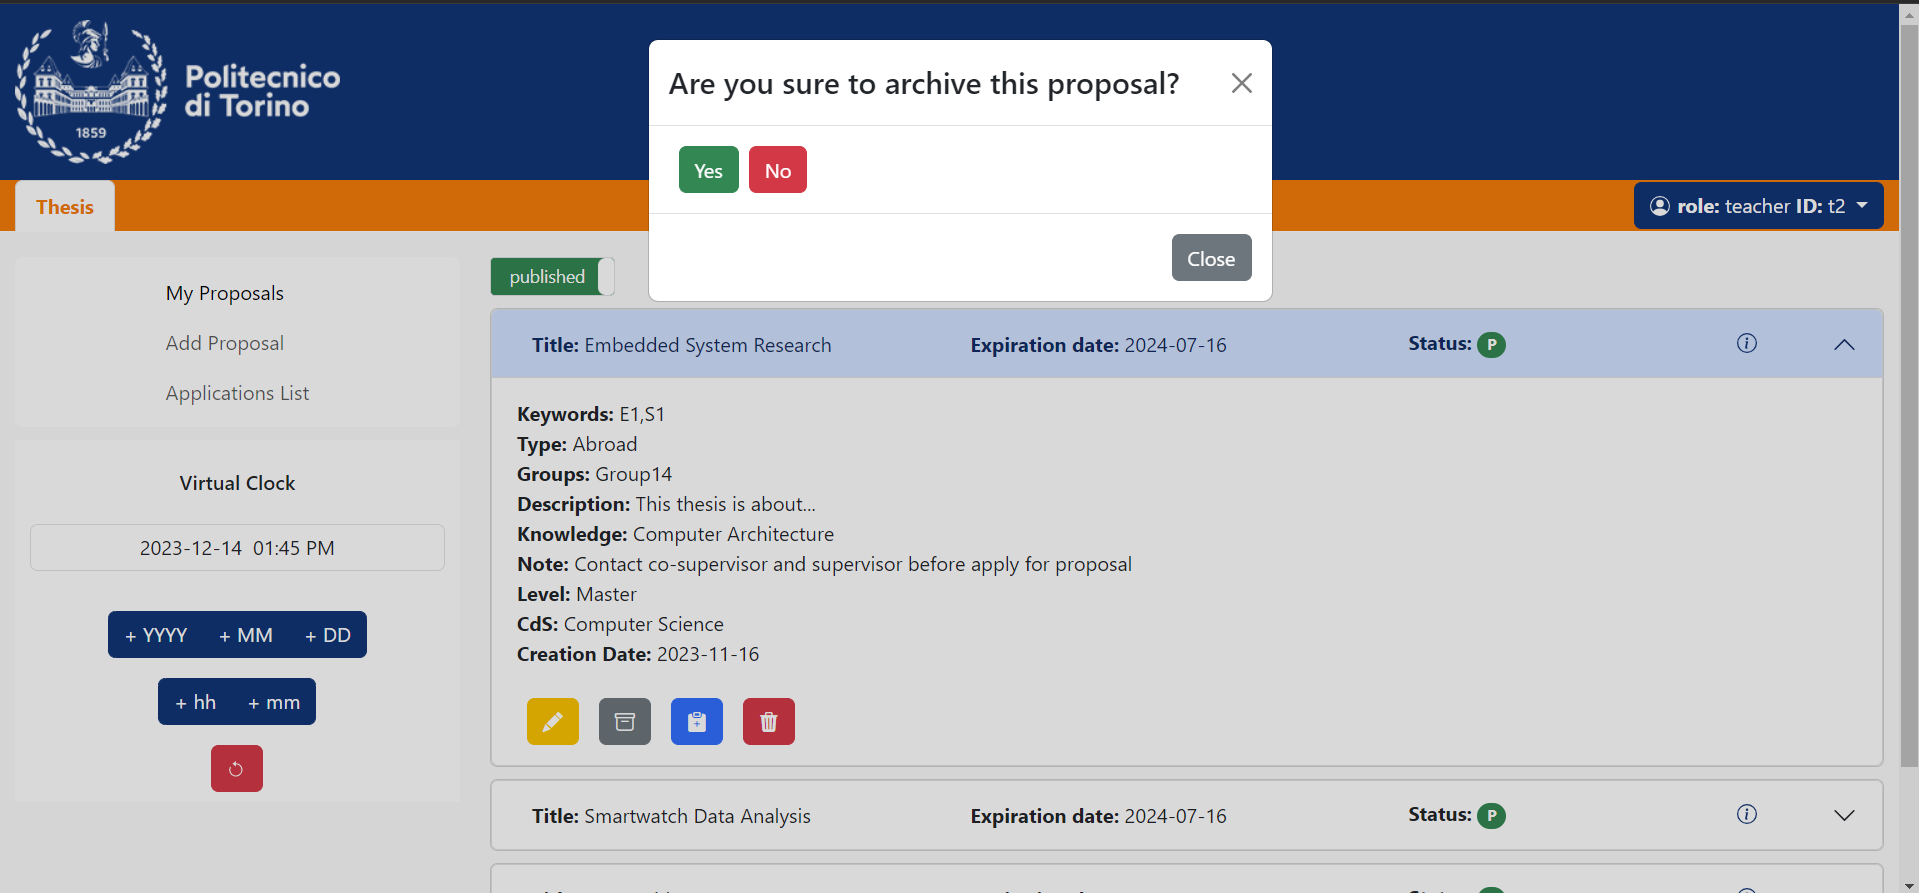 Politecnico
di Torino
1859
Are you sure to archive this proposal?
Yes No
Close
Thesis
role: teacher ID: t2
My Proposals
Add Proposal
Applications List
Virtual Clock
2023-12-14 01:45 PM
+ YYYY + MM + DD
+ hh + mm
published
Title: Embedded System Research Expiration date: 2024-07-16 Status: P
Keywords: E1,S1
Type: Abroad
Groups: Group14
Description: This thesis is about...
Knowledge: Computer Architecture
Note: Contact co-supervisor and supervisor before apply for proposal
Level: Master
CdS: Computer Science
Creation Date: 2023-11-16
Title: Smartwatch Data Analysis Expiration date: 2024-07-16 Status: P